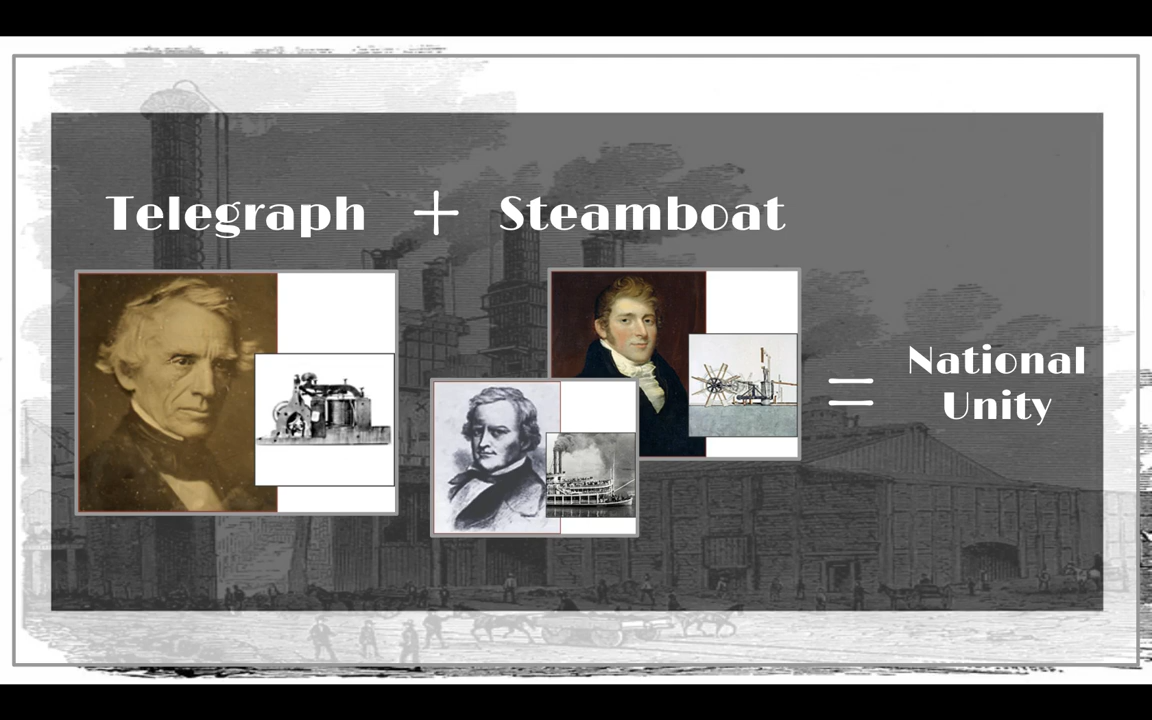 Telegraph + Steamboat
= National
Unity